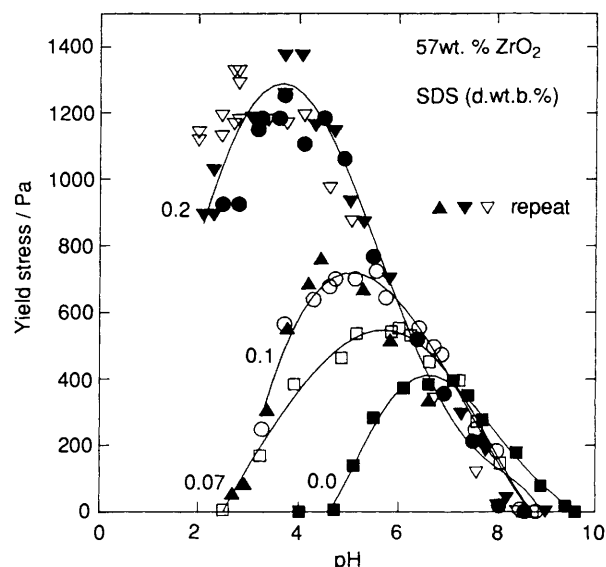 1400
57wt. % ZrO2
1200
SDS (d.wt.b.%)
1000
0.2
▲ ▼ ▽ repeat
800
Yield stress / Pa
600
0.1
400
200
0.07
0.0
0
0 2 4 6 8 10
pH